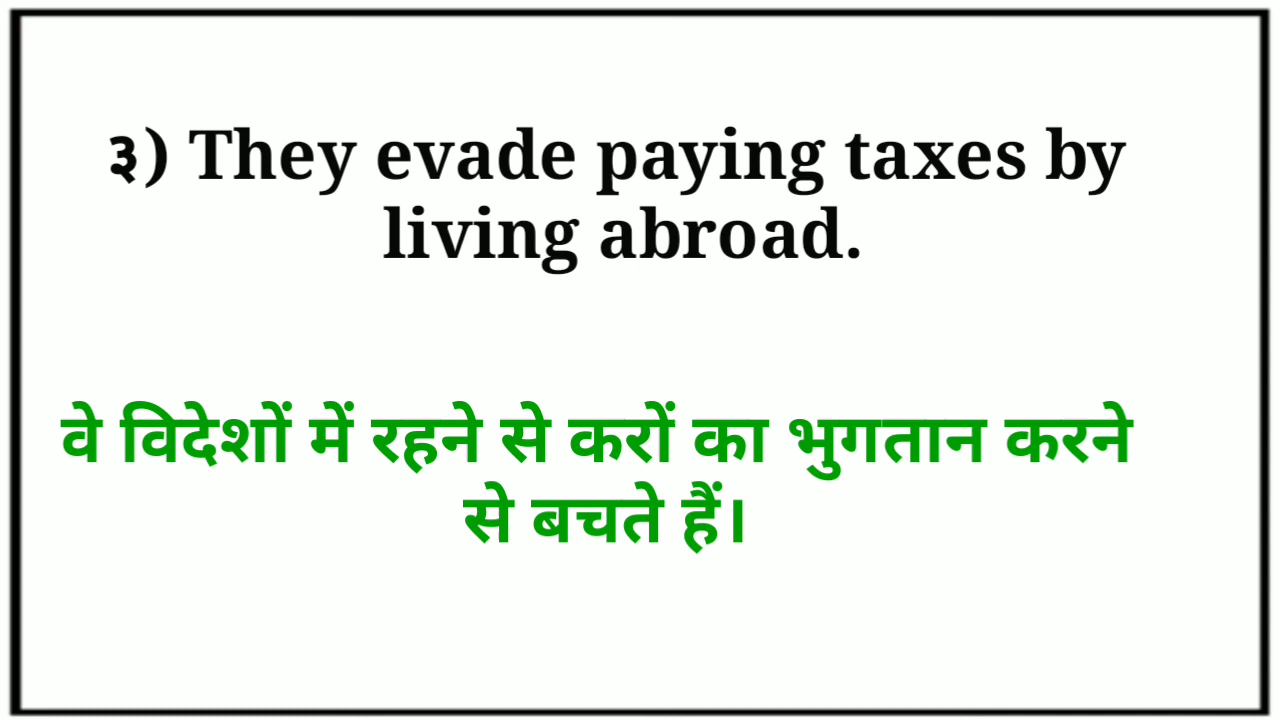 ३) They evade paying taxes by
living abroad.
वे विदेशों में रहने से करों का भुगतान करने
से बचते हैं।